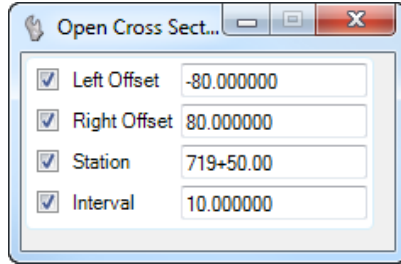 Open Cross Sect...
Left Offset -80.000000
Right Offset 80.000000
Station 719+50.00
Interval 10.000000